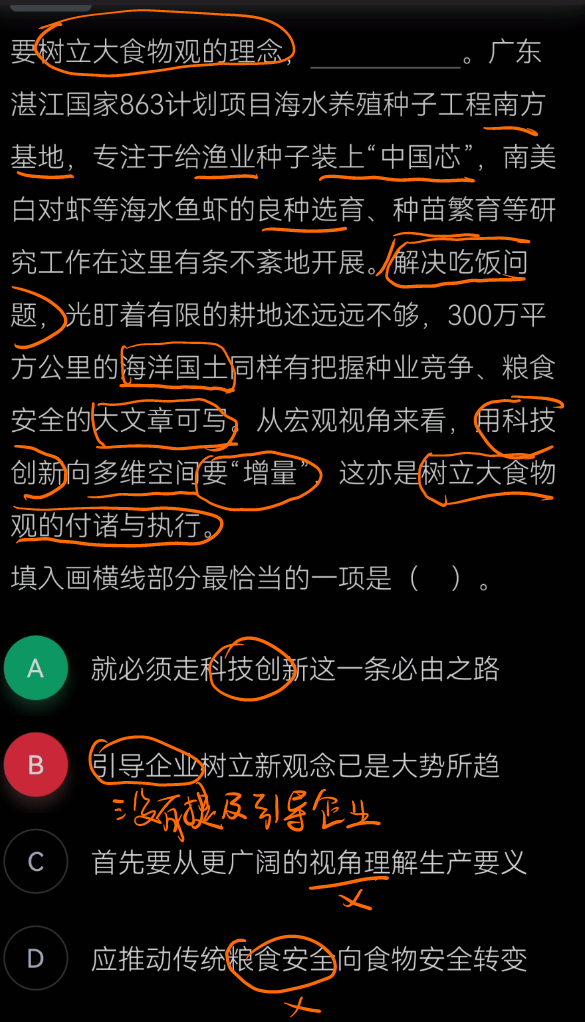 要树立大食物观的理念，__________。广东
湛江国家863计划项目海水养殖种子工程南方
基地，专注于给渔业种子装上“中国芯”，南美
白对虾等海水鱼虾的良种选育、种苗繁育等研
究工作在这里有条不紊地开展。解决吃饭问
题，光盯着有限的耕地还远远不够，300万平
方公里的海洋国土同样有把握种业竞争、粮食
安全的大文章可写。从宏观视角来看，用科技
创新向多维空间要“增量”，这亦是树立大食物
观的付诸与执行。
填入画横线部分最恰当的一项是（ ）。
A 就必须走科技创新这一条必由之路
B 引导企业树立新观念已是大势所趋
没有提及引导企业
C 首先要从更广阔的视角理解生产要义
×
D 应推动传统粮食安全向食物安全转变
×